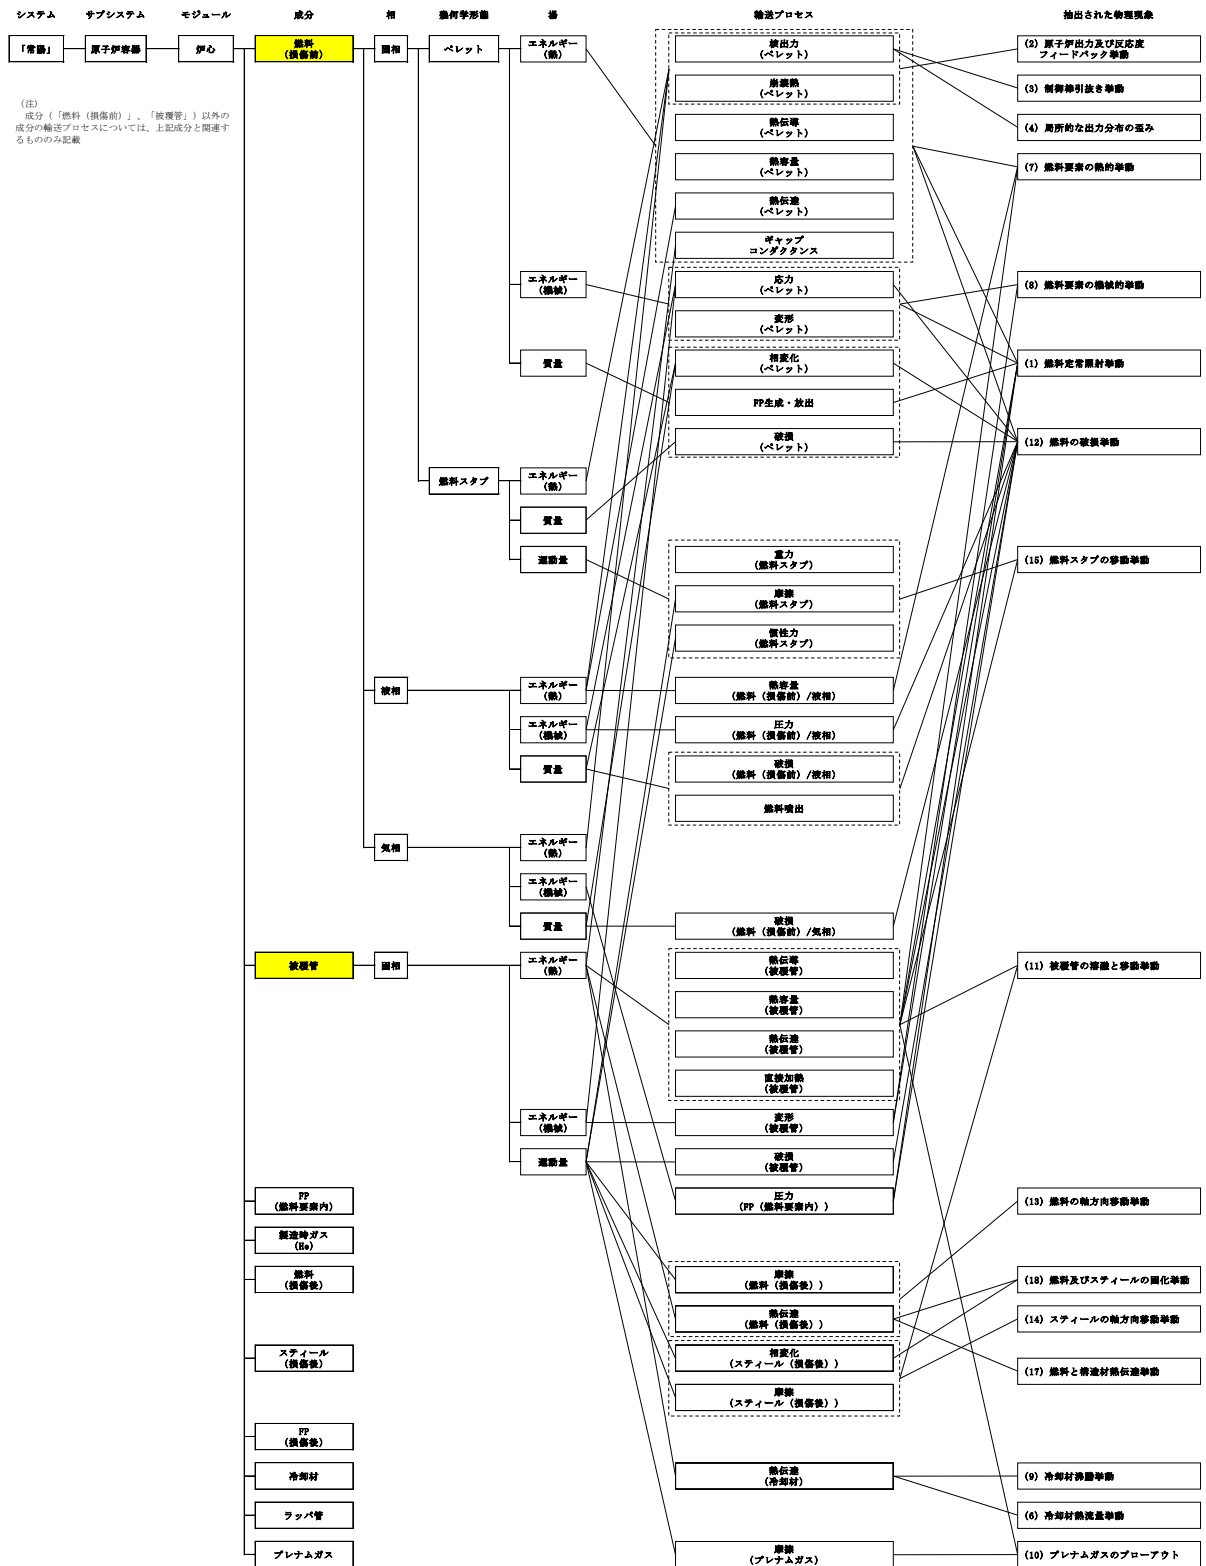 システム サブシステム モジュール 成分 相 幾何学形態 場 輸送プロセス 抽出された物理現象
「常陽」 原子炉容器 炉心
燃料
(損傷前)
固相 ペレット
エネルギー
(熱)
核出力
(ペレット)
(2) 原子炉出力及び反応度
フィードバック挙動
崩壊熱
(ペレット)
(3) 制御棒引抜き挙動
(注)
成分(「燃料(損傷前)」、「被覆管」)以外の
成分の輸送プロセスについては、上記成分と関連す
るもののみ記載
熱伝導
(ペレット)
(4) 局所的な出力分布の歪み
熱容量
(ペレット)
(7) 燃料要素の熱的挙動
熱伝達
(ペレット)
ギャップ
コンダクタンス
エネルギー
(機械)
応力
(ペレット)
(8) 燃料要素の機械的挙動
変形
(ペレット)
質量
相変化
(ペレット)
(1) 燃料定常照射挙動
FP生成・放出
破損
(ペレット)
(12) 燃料の破損挙動
燃料スタブ
エネルギー
(熱)
質量
運動量
重力
(燃料スタブ)
(15) 燃料スタブの移動挙動
摩擦
(燃料スタブ)
慣性力
(燃料スタブ)
液相
エネルギー
(熱)
熱容量
(燃料(損傷前)/液相)
エネルギー
(機械)
圧力
(燃料(損傷前)/液相)
質量
破損
(燃料(損傷前)/液相)
燃料噴出
気相
エネルギー
(熱)
エネルギー
(機械)
質量
破損
(燃料(損傷前)/気相)
被覆管 固相
エネルギー
(熱)
熱伝導
(被覆管)
(11) 被覆管の溶融と移動挙動
熱容量
(被覆管)
熱伝達
(被覆管)
直接加熱
(被覆管)
エネルギー
(機械)
変形
(被覆管)
運動量
破損
(被覆管)
FP
(燃料要素内)
圧力
(FP(燃料要素内))
(13) 燃料の軸方向移動挙動
製造時ガス
(He)
燃料
(損傷後)
摩擦
(燃料(損傷後))
(18) 燃料及びスティールの固化挙動
熱伝達
(燃料(損傷後))
(14) スティールの軸方向移動挙動
スティール
(損傷後)
相変化
(スティール(損傷後))
(17) 燃料と構造材熱伝達挙動
摩擦
(スティール(損傷後))
FP
(損傷後)
冷却材
熱伝達
(冷却材)
(9) 冷却材沸騰挙動
ラッパ管
(6) 冷却材熱流量挙動
プレナムガス
摩擦
(プレナムガス)
(10) プレナムガスのブローアウト